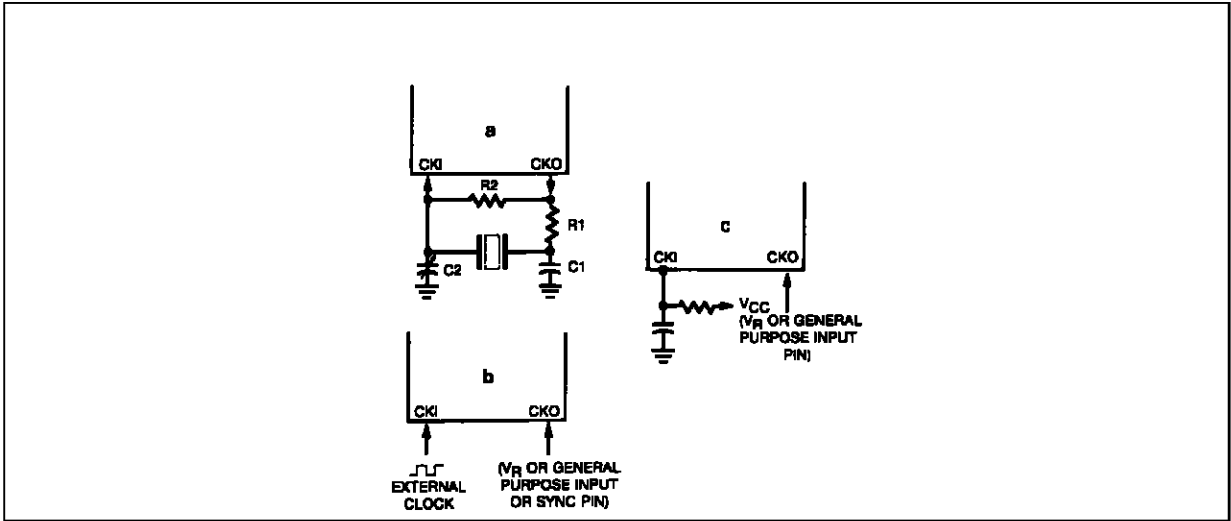 a
CKI CKO
R2
R1
C2 C1
b
CKI CKO
EXTERNAL
CLOCK
(VR OR GENERAL
PURPOSE INPUT
OR SYNC PIN)
c
CKI CKO
VCC
(VR OR GENERAL
PURPOSE INPUT
PIN)